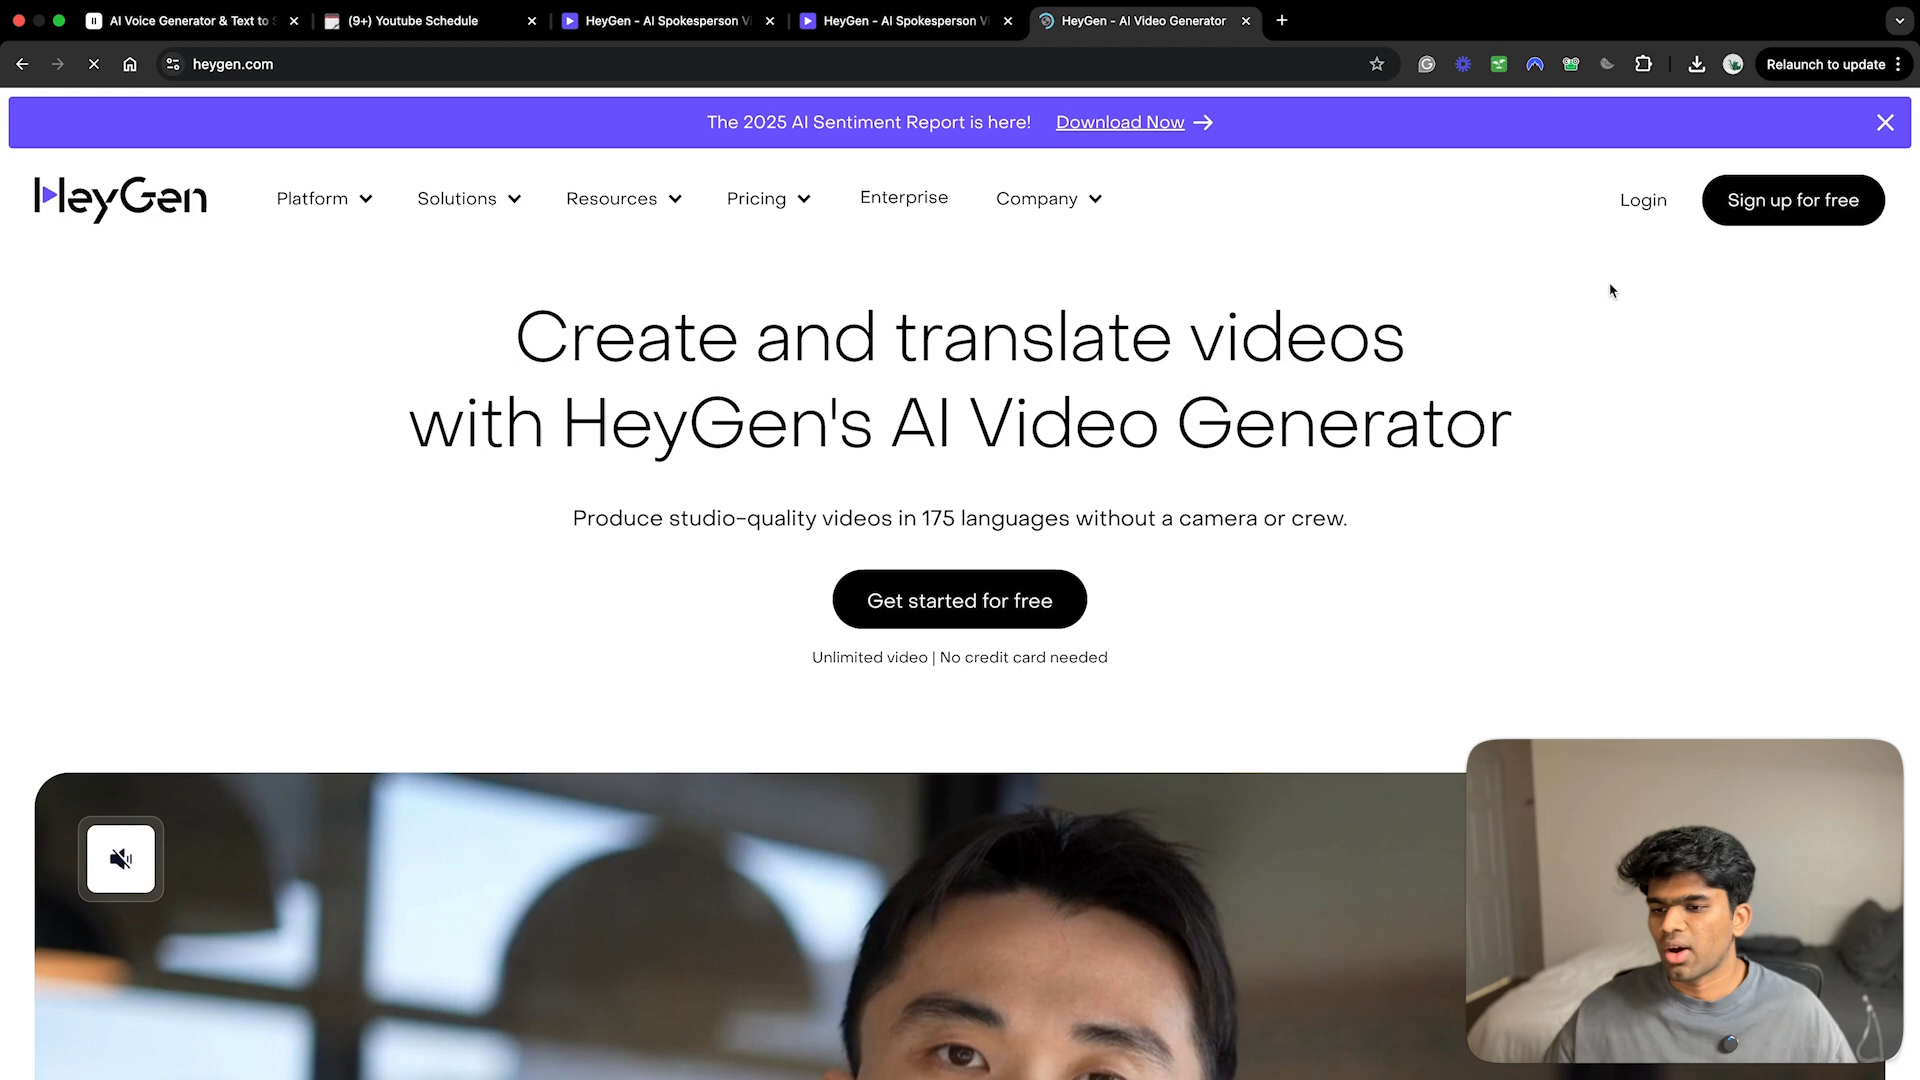 AI Voice Generator & Text to S
(9+) Youtube Schedule
HeyGen - AI Spokesperson Vi
HeyGen - AI Spokesperson Vi
HeyGen - AI Video Generator
heygen.com
Relaunch to update
The 2025 AI Sentiment Report is here! Download Now
HeyGen
Platform
Solutions
Resources
Pricing
Enterprise
Company
Login
Sign up for free
Create and translate videos
with HeyGen's AI Video Generator
Produce studio-quality videos in 175 languages without a camera or crew.
Get started for free
Unlimited video | No credit card needed